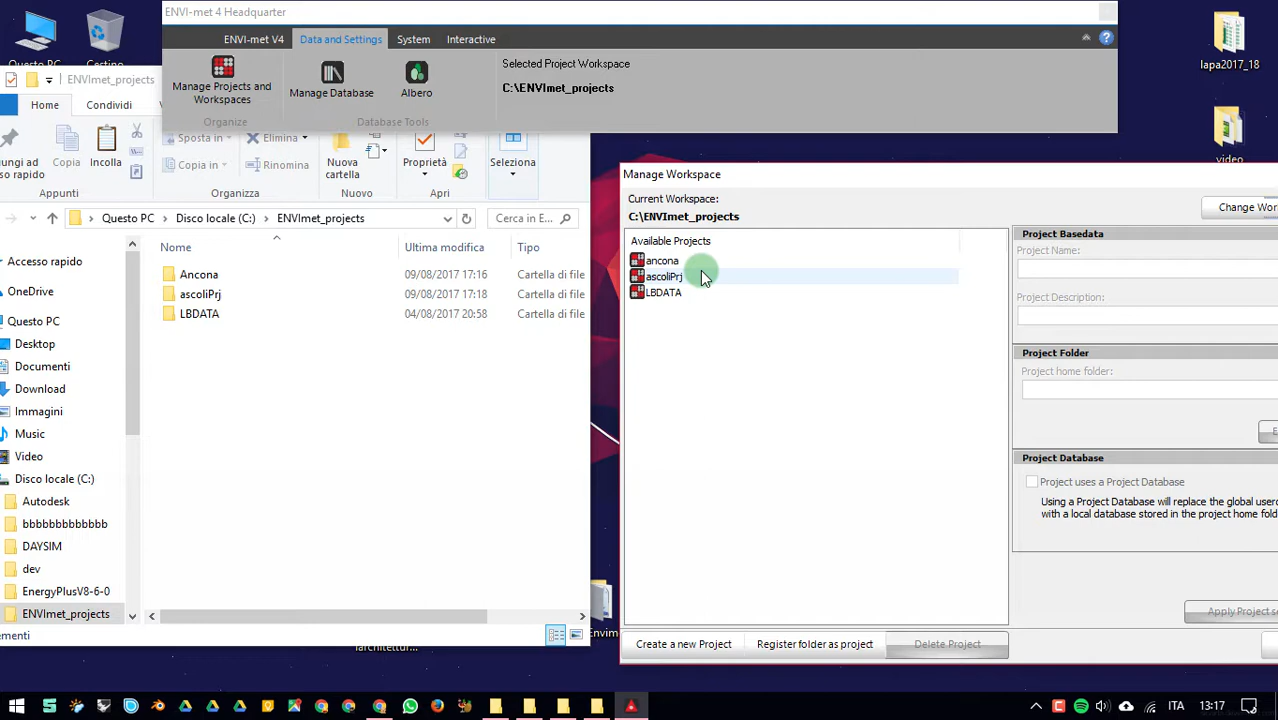 Questo PC
Cestino
lapa2017_18
video
ENVI-met 4 Headquarter
ENVI-met V4
Data and Settings
System
Interactive
Manage Projects and
Workspaces
Organize
Manage Database
Albero
Database Tools
Selected Project Workspace
C:\ENVImet_projects
ENVImet_projects
Home
Condividi
Copia
Incolla
Appunti
Sposta in
Copia in
Elimina
Rinomina
Organizza
Nuova
cartella
Nuovo
Proprietà
Apri
Seleziona
Questo PC
Disco locale (C:)
ENVImet_projects
Cerca in E...
Nome
Ultima modifica
Tipo
Ancona
09/08/2017 17:16
Cartella di file
ascoliPrj
09/08/2017 17:18
Cartella di file
LBDATA
04/08/2017 20:58
Cartella di file
Accesso rapido
OneDrive
Questo PC
Desktop
Documenti
Download
Immagini
Music
Video
Disco locale (C:)
Autodesk
bbbbbbbbbbbbb
DAYSIM
dev
EnergyPlusV8-6-0
ENVImet_projects
Manage Workspace
Current Workspace:
C:\ENVImet_projects
Change Wor
Available Projects
ancona
ascoliPrj
LBDATA
Project Basedata
Project Name:
Project Description:
Project Folder
Project home folder:
Project Database
Project uses a Project Database
Using a Project Database will replace the global userd
with a local database stored in the project home fold
Apply Project s
Create a new Project
Register folder as project
Delete Project
ITA
13:17